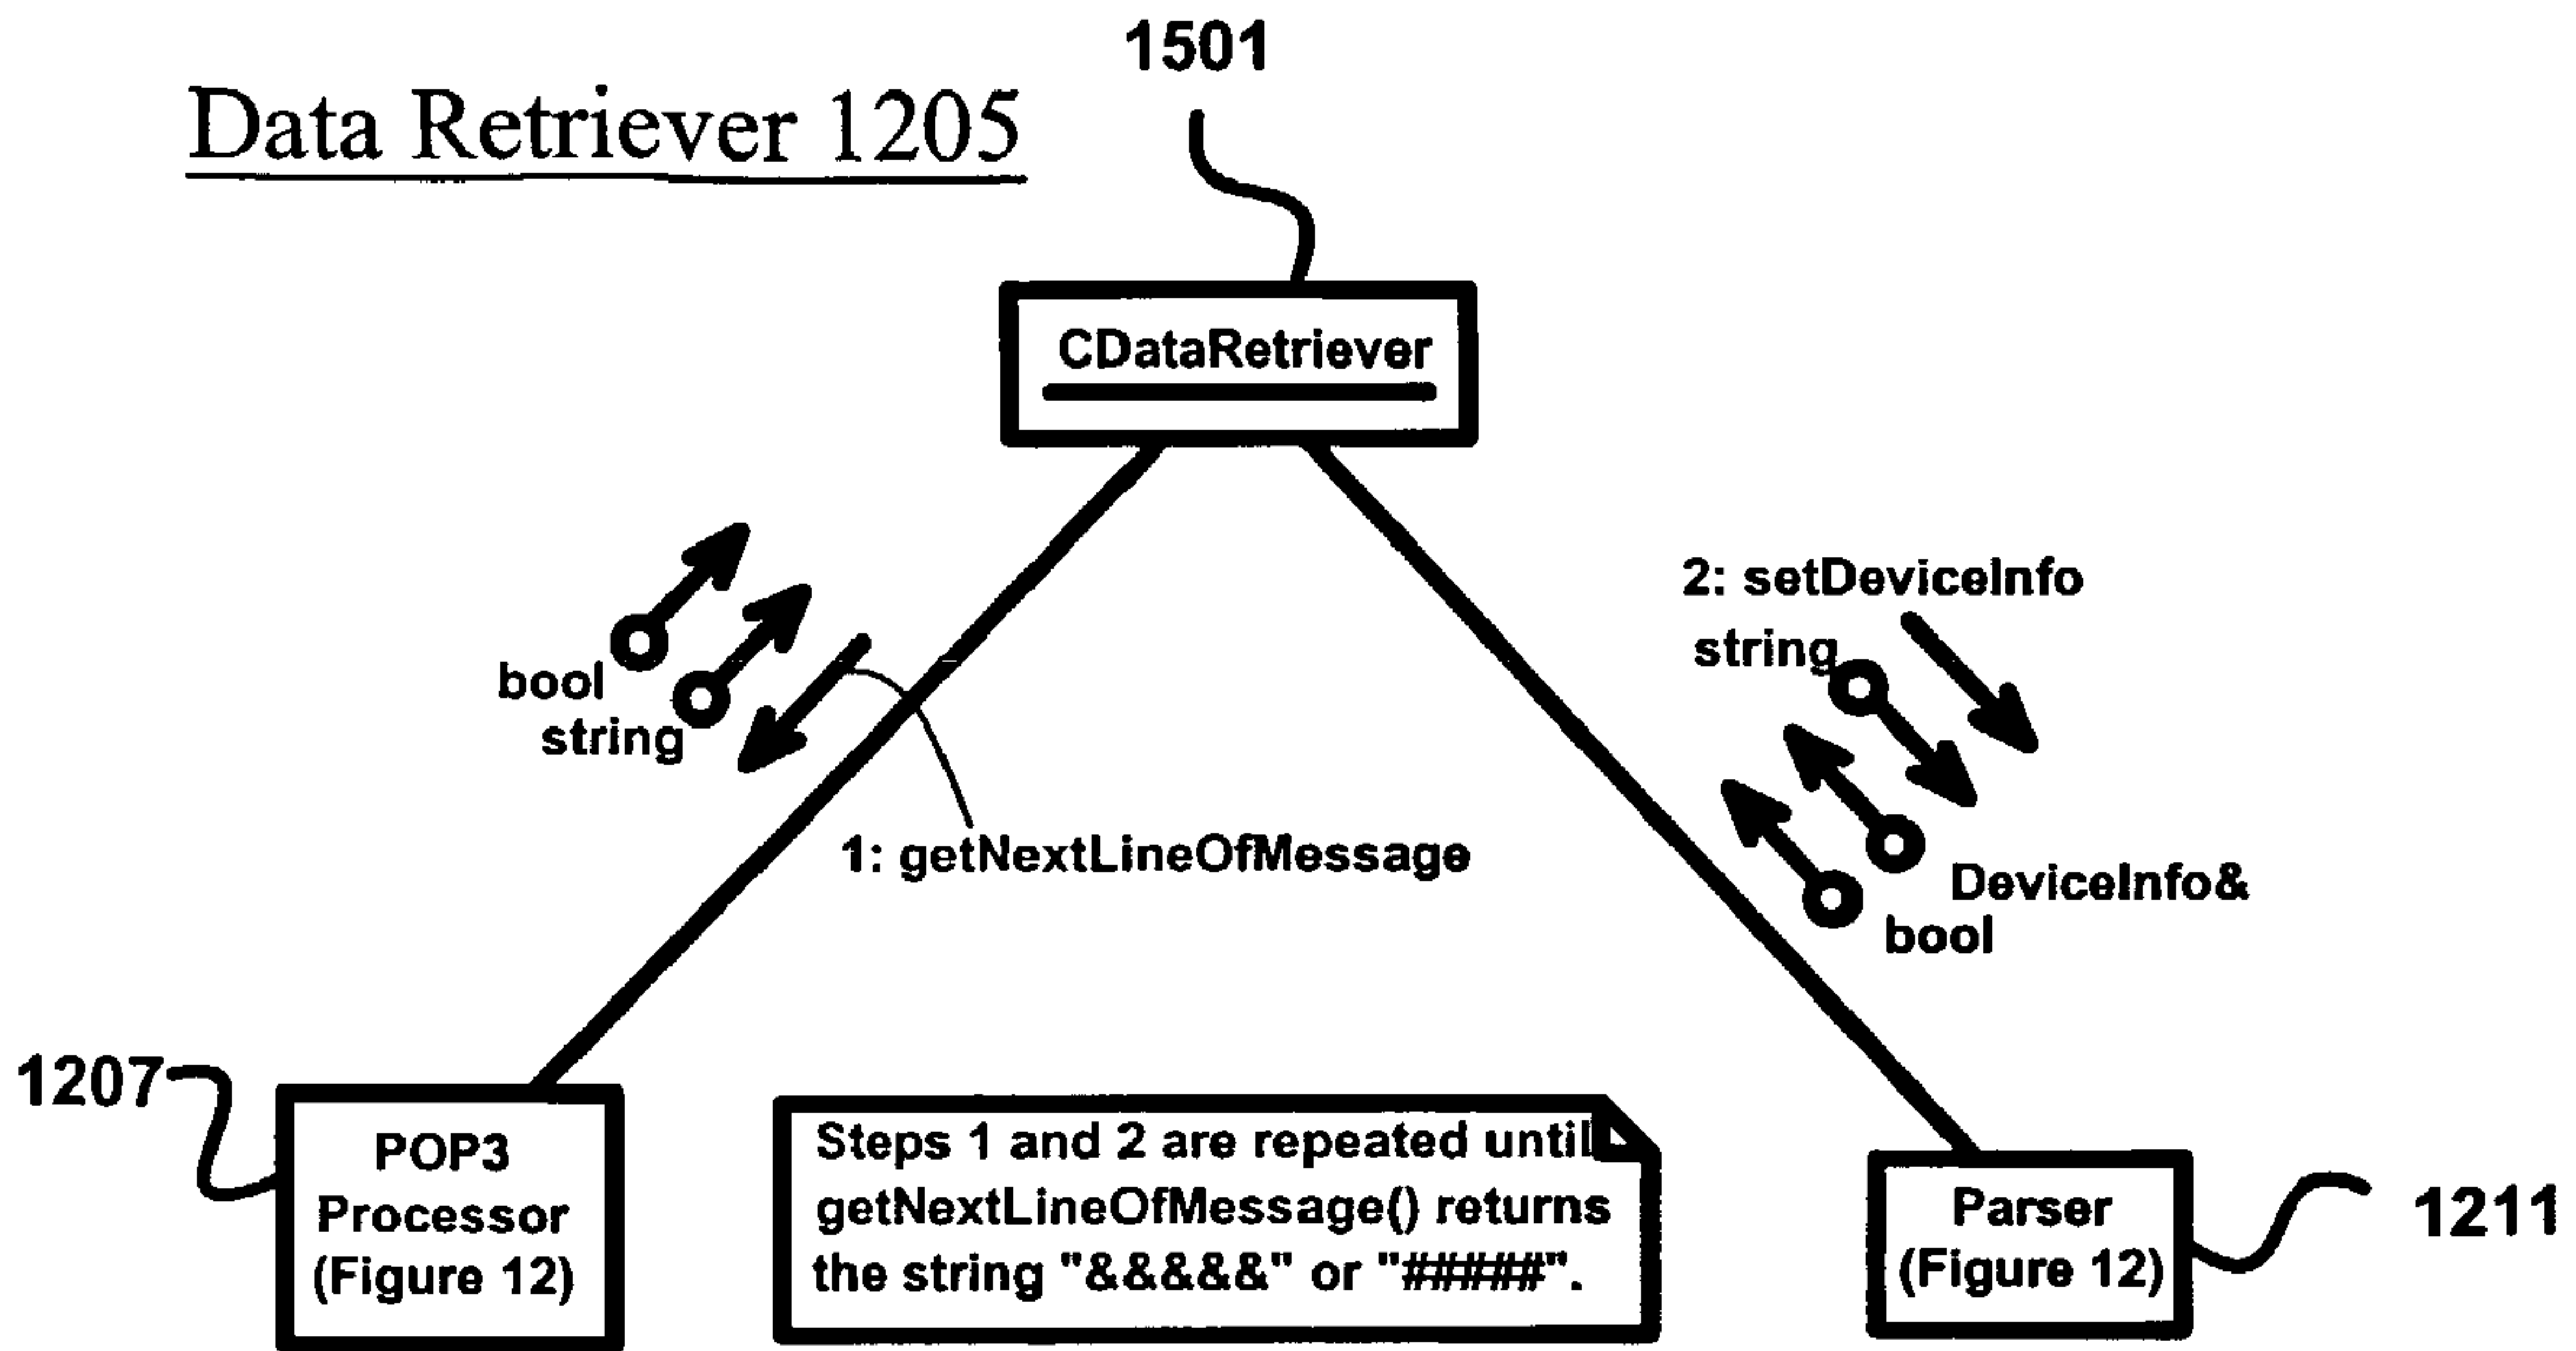 1501
Data Retriever 1205
CDataRetriever
2: setDeviceInfo
string
bool
string
1: getNextLineOfMessage
DeviceInfo&
bool
1207
POP3
Processor
(Figure 12)
Steps 1 and 2 are repeated until
getNextLineOfMessage() returns
the string "&&&&&" or "#####".
Parser
(Figure 12)
1211